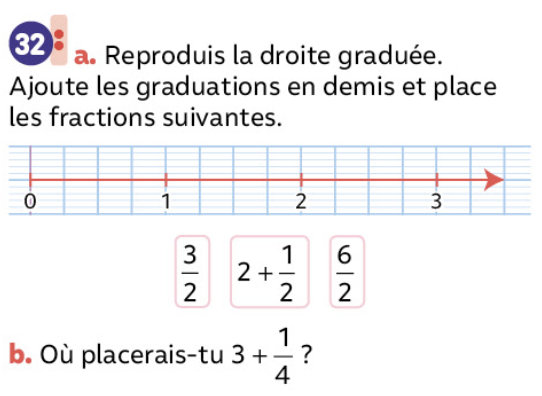 32 a. Reproduis la droite graduée.
Ajoute les graduations en demis et place
les fractions suivantes.
0 1 2 3
3/2 2 + 1/2 6/2
b. Où placerais-tu 3 + 1/4 ?